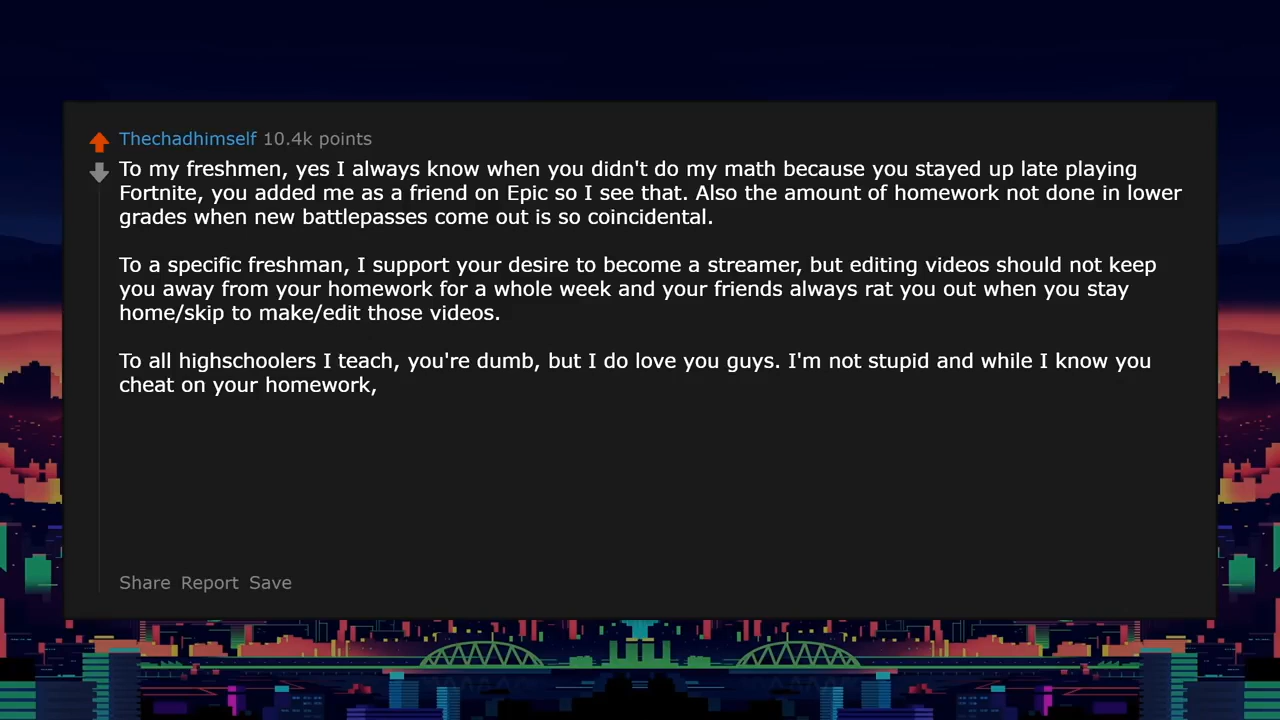 Thechadhimself 10.4k points
To my freshmen, yes I always know when you didn't do my math because you stayed up late playing
Fortnite, you added me as a friend on Epic so I see that. Also the amount of homework not done in lower
grades when new battlepasses come out is so coincidental.
To a specific freshman, I support your desire to become a streamer, but editing videos should not keep
you away from your homework for a whole week and your friends always rat you out when you stay
home/skip to make/edit those videos.
To all highschoolers I teach, you're dumb, but I do love you guys. I'm not stupid and while I know you
cheat on your homework,
Share Report Save